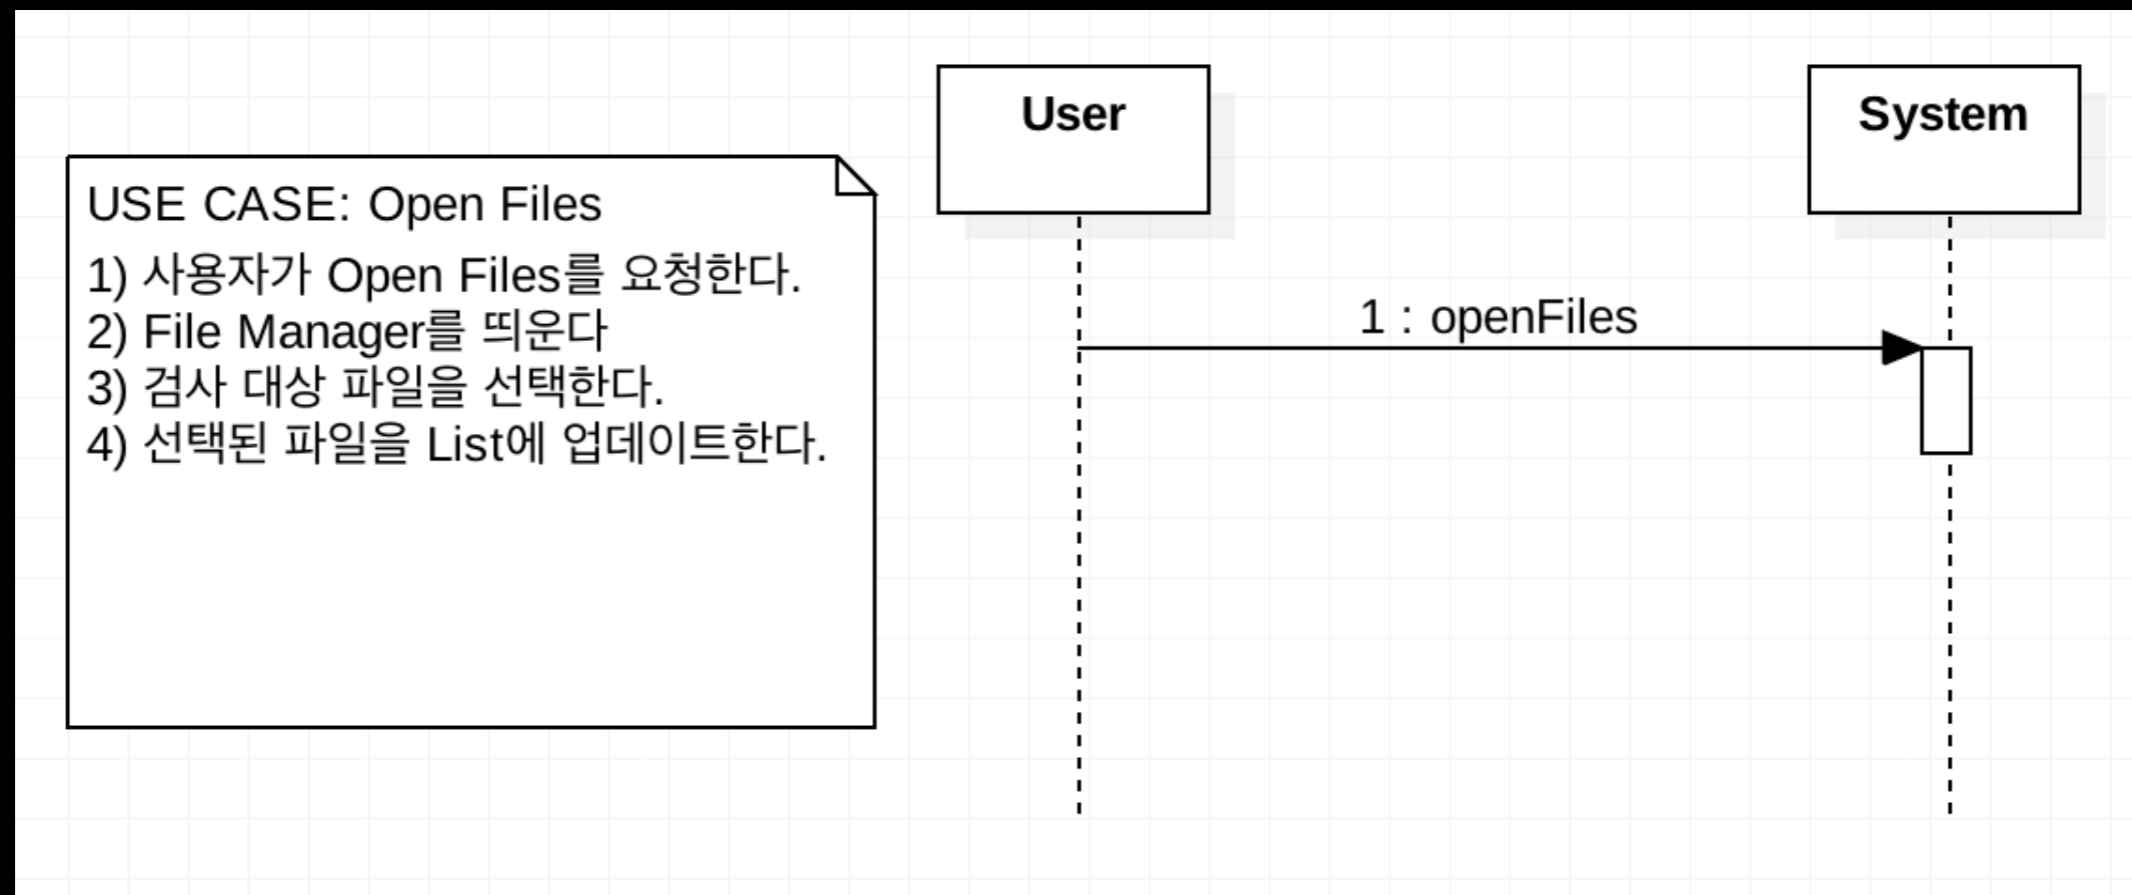 User
System
USE CASE: Open Files
1) 사용자가 Open Files를 요청한다.
2) File Manager를 띄운다
3) 검사 대상 파일을 선택한다.
4) 선택된 파일을 List에 업데이트한다.
1 : openFiles